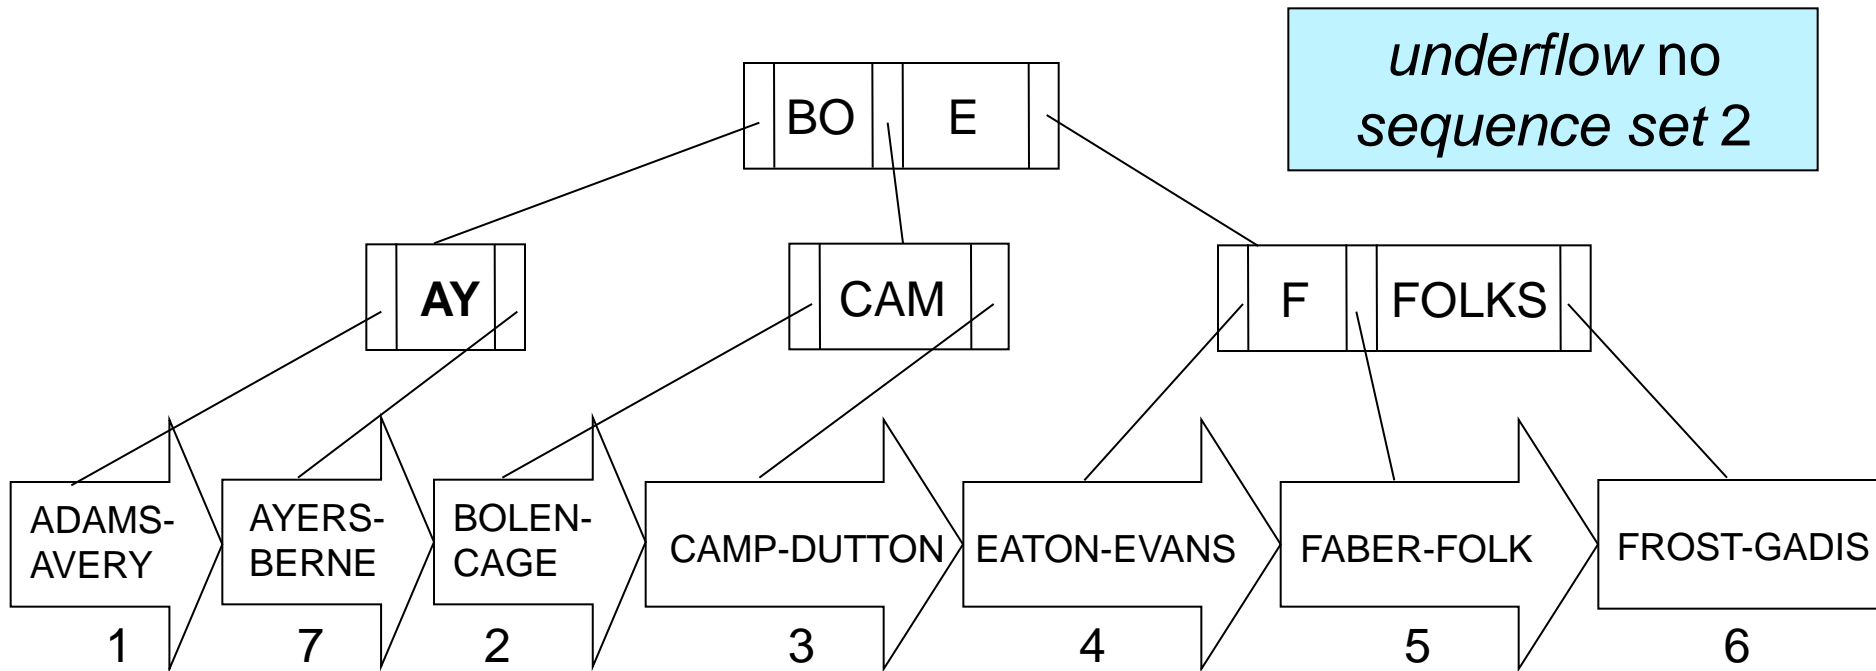 underflow no
sequence set 2
BO
E
AY
CAM
F
FOLKS
ADAMS-
AVERY
AYERS-
BERNE
BOLEN-
CAGE
CAMP-DUTTON
EATON-EVANS
FABER-FOLK
FROST-GADIS
1
7
2
3
4
5
6